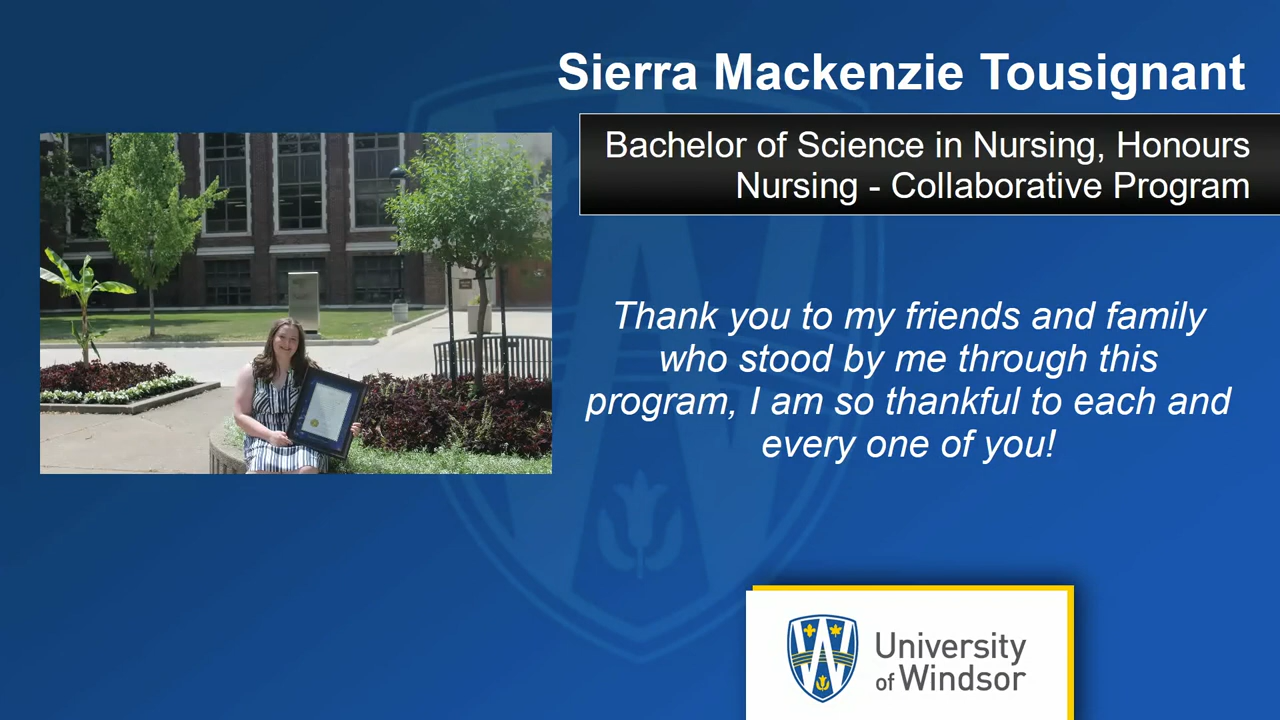 Sierra Mackenzie Tousignant
Bachelor of Science in Nursing, Honours
Nursing - Collaborative Program
Thank you to my friends and family
who stood by me through this
program, I am so thankful to each and
every one of you!
University
of Windsor